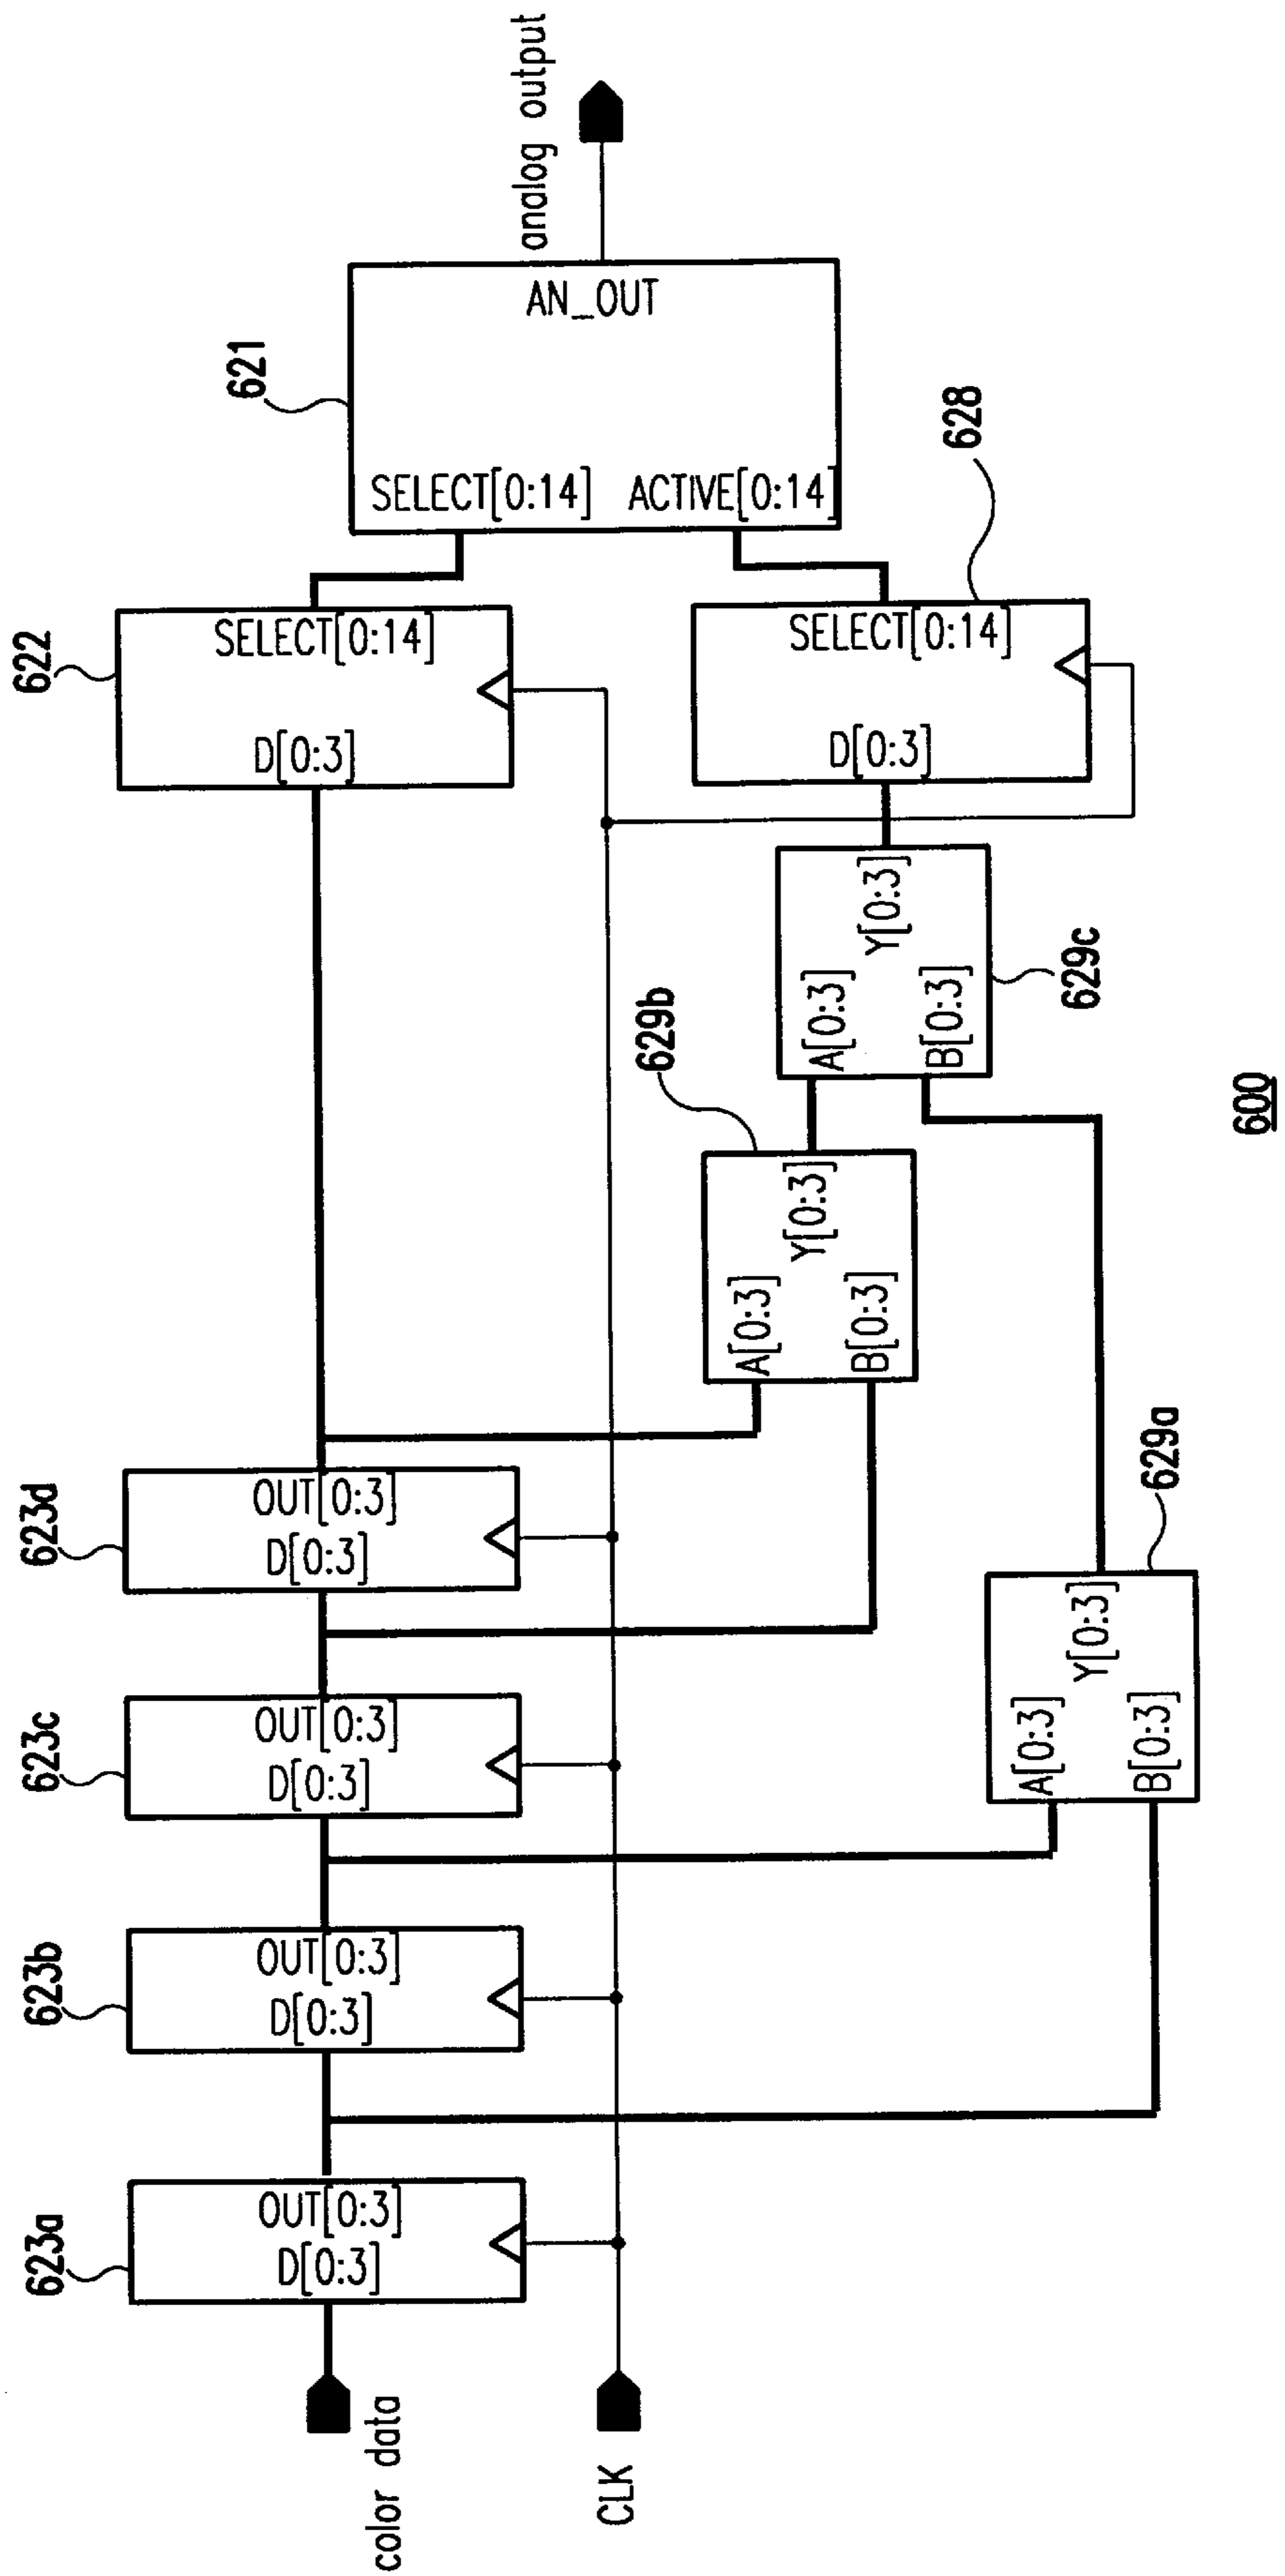 color data
CLK
623a
D[0:3]
OUT[0:3]
623b
D[0:3]
OUT[0:3]
623c
D[0:3]
OUT[0:3]
623d
D[0:3]
OUT[0:3]
629a
A[0:3]
B[0:3]
Y[0:3]
629b
A[0:3]
B[0:3]
Y[0:3]
629c
A[0:3]
B[0:3]
Y[0:3]
622
D[0:3]
SELECT[0:14]
628
D[0:3]
SELECT[0:14]
621
SELECT[0:14]
ACTIVE[0:14]
AN_OUT
analog output
600